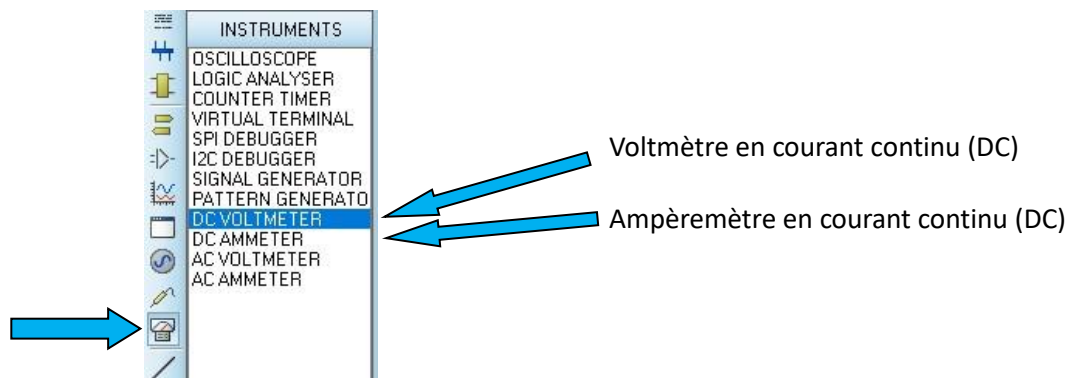 INSTRUMENTS
OSCILLOSCOPE
LOGIC ANALYSER
COUNTER TIMER
VIRTUAL TERMINAL
SPI DEBUGGER
I2C DEBUGGER
SIGNAL GENERATOR
PATTERN GENERATO
DC VOLTMETER
DC AMMETER
AC VOLTMETER
AC AMMETER
Voltmètre en courant continu (DC)
Ampèremètre en courant continu (DC)